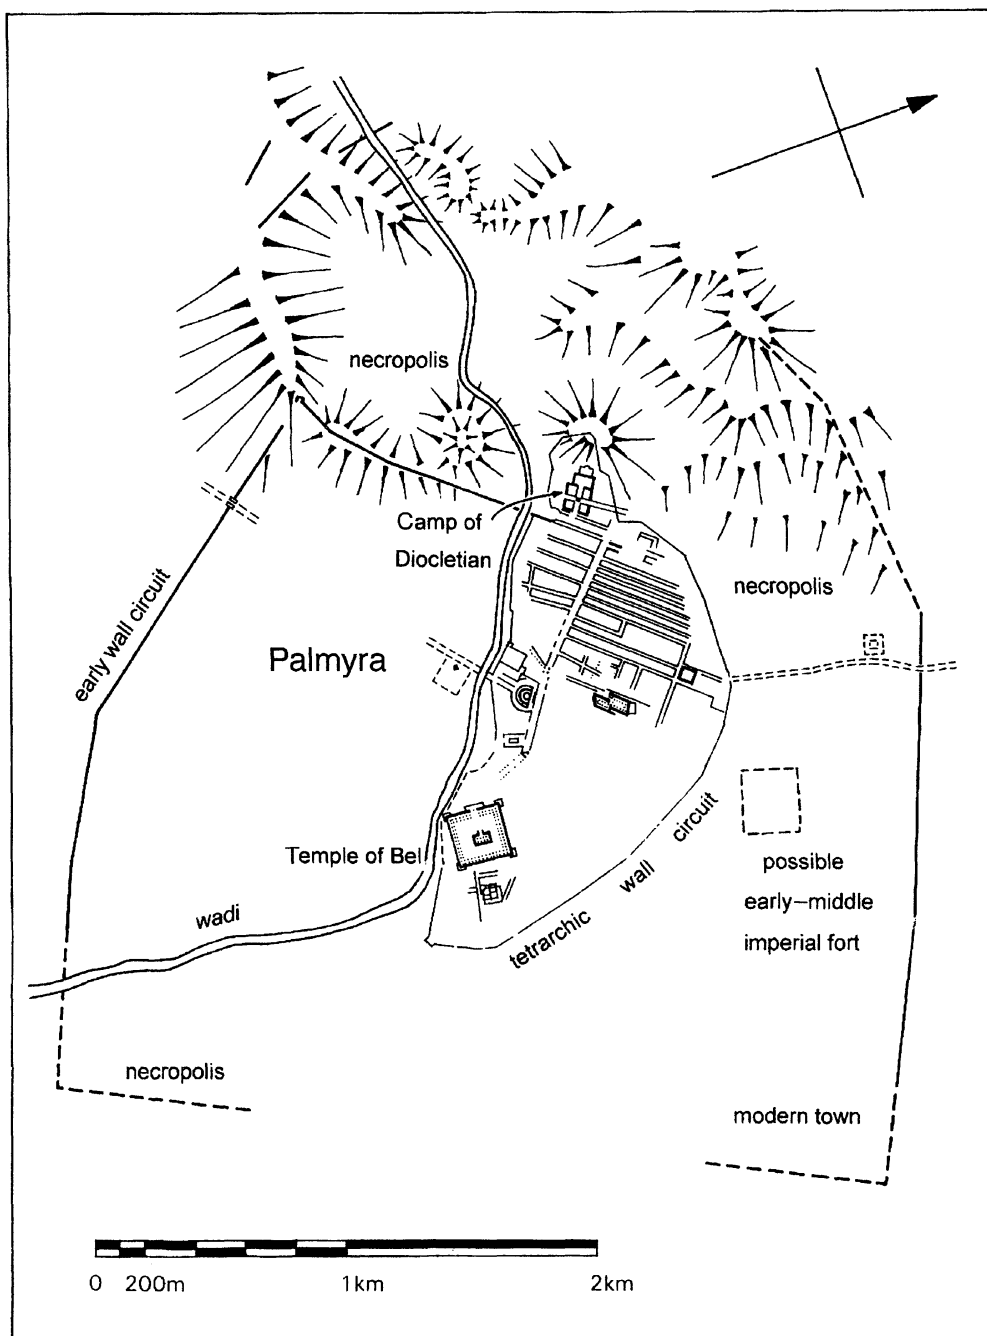 necropolis
Camp of
Diocletian
necropolis
early wall circuit
Palmyra
Temple of Bel
possible
early–middle
imperial fort
tetrarchic wall circuit
wadi
necropolis
modern town
0 200m 1km 2km